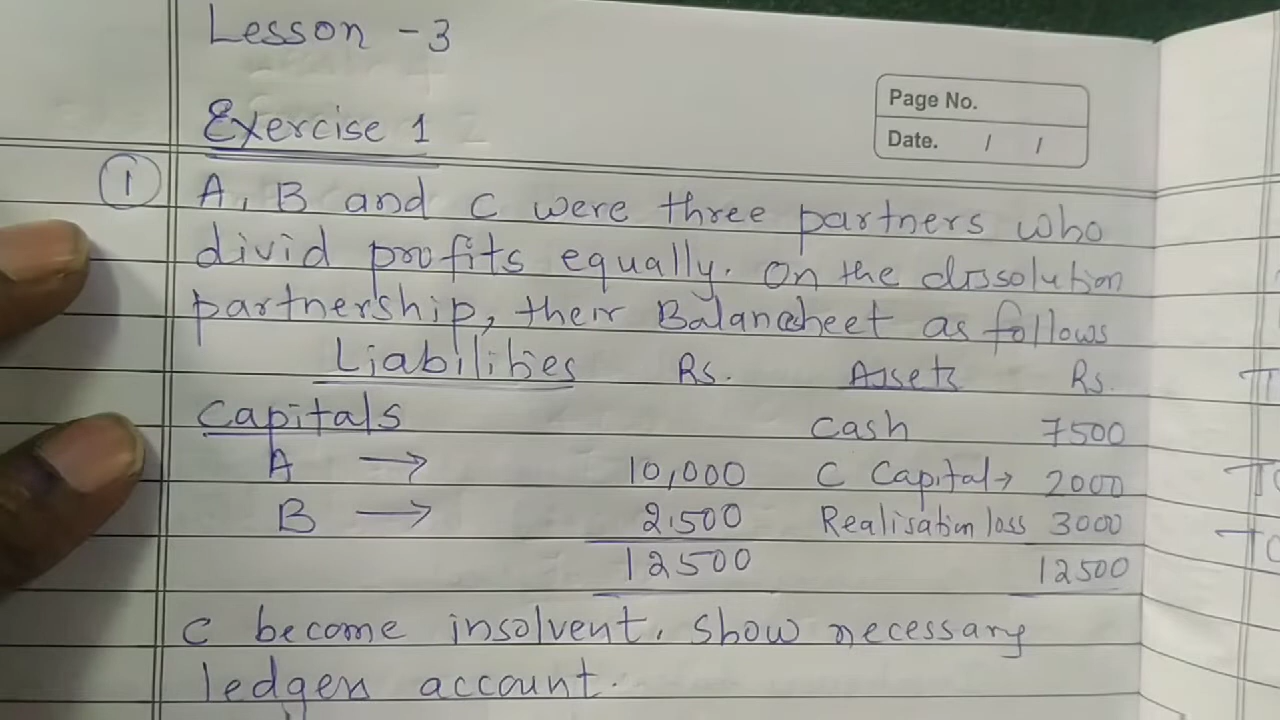 Lesson - 3
Page No.
Date. / /
Exercise 1
① A, B and C were three partners who
divid profits equally. On the dissolution
partnership, their Balancsheet as follows
Liabilities Rs. Assets Rs.
Capitals Cash 7500
A → 10,000 C Capital → 2000
B → 2500 Realisation loss 3000
12500 12500
C become insolvent. Show necessary
ledger account.